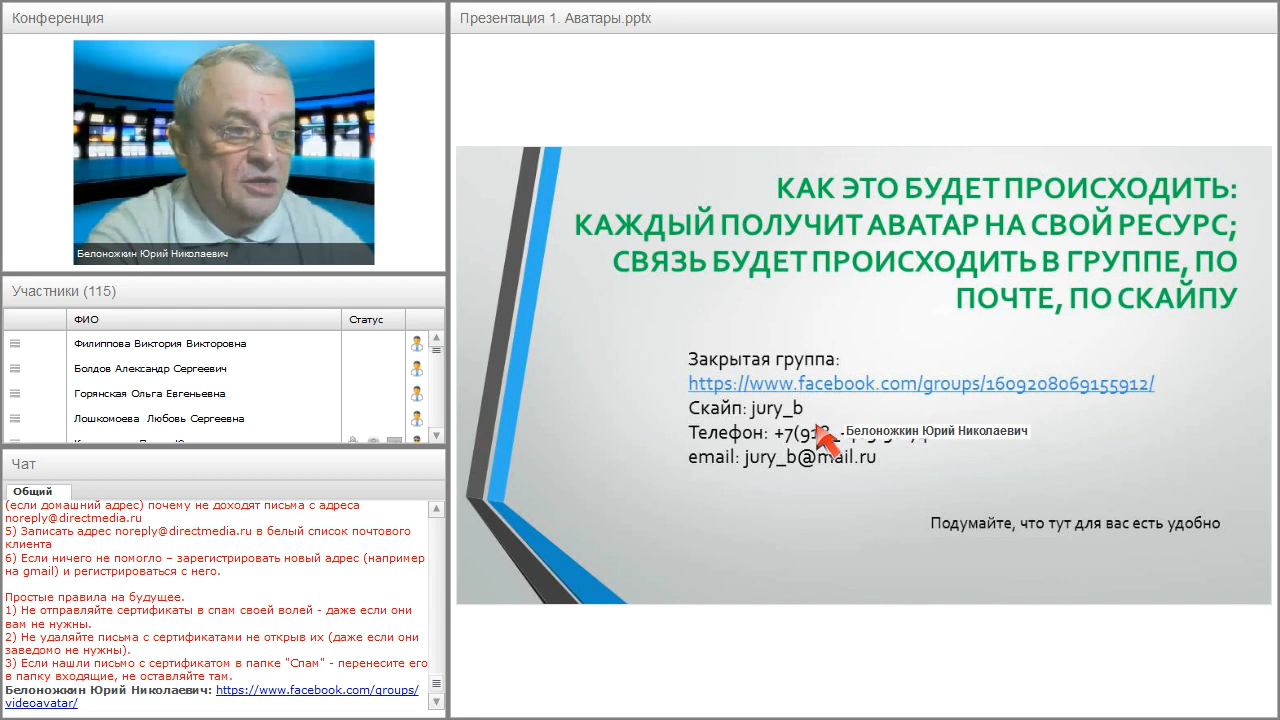 Конференция
Белоножкин Юрий Николаевич
Участники (115)
ФИО Статус
Филиппова Виктория Викторовна
Болдов Александр Сергеевич
Горянская Ольга Евгеньевна
Лошкомоева Любовь Сергеевна
Чат
Общий
(если домашний адрес) почему не доходят письма с адреса
noreply@directmedia.ru
5) Записать адрес noreply@directmedia.ru в белый список почтового
клиента
6) Если ничего не помогло – зарегистрировать новый адрес (например
на gmail) и регистрироваться с него.
Простые правила на будущее.
1) Не отправляйте сертификаты в спам своей волей - даже если они
вам не нужны.
2) Не удаляйте письма с сертификатами не открыв их (даже если они
заведомо не нужны).
3) Если нашли письмо с сертификатом в папке "Спам" - перенесите его
в папку входящие, не оставляйте там.
Белоножкин Юрий Николаевич: https://www.facebook.com/groups/
videoavatar/
Презентация 1. Аватары.pptx
КАК ЭТО БУДЕТ ПРОИСХОДИТЬ:
КАЖДЫЙ ПОЛУЧИТ АВАТАР НА СВОЙ РЕСУРС;
СВЯЗЬ БУДЕТ ПРОИСХОДИТЬ В ГРУППЕ, ПО
ПОЧТЕ, ПО СКАЙПУ
Закрытая группа:
https://www.facebook.com/groups/1609208069155912/
Скайп: jury_b
Телефон: Белоножкин Юрий Николаевич
email: jury_b@mail.ru
Подумайте, что тут для вас есть удобно